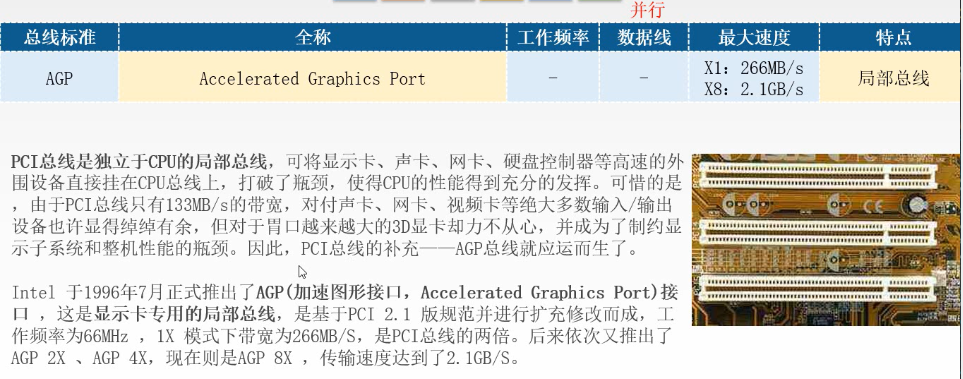 并行
总线标准 全称 工作频率 数据线 最大速度 特点
AGP Accelerated Graphics Port - - X1: 266MB/s 局部总线
X8: 2.1GB/s
PCI总线是独立于CPU的局部总线，可将显示卡、声卡、网卡、硬盘控制器等高速的外
围设备直接挂在CPU总线上，打破了瓶颈，使得CPU的性能得到充分的发挥。可惜的是
，由于PCI总线只有133MB/s的带宽，对付声卡、网卡、视频卡等绝大多数输入/输出
设备也许显得绰绰有余，但对于胃口越来越大的3D显卡却力不从心，并成为了制约显
示子系统和整机性能的瓶颈。因此，PCI总线的补充——AGP总线就应运而生了。
Intel 于1996年7月正式推出了AGP(加速图形接口，Accelerated Graphics Port)接
口 ，这是显示卡专用的局部总线，是基于PCI 2.1 版规范并进行扩充修改而成，工
作频率为66MHz ，1X 模式下带宽为266MB/S，是PCI总线的两倍。后来依次又推出了
AGP 2X 、AGP 4X，现在则是AGP 8X ，传输速度达到了2.1GB/S。